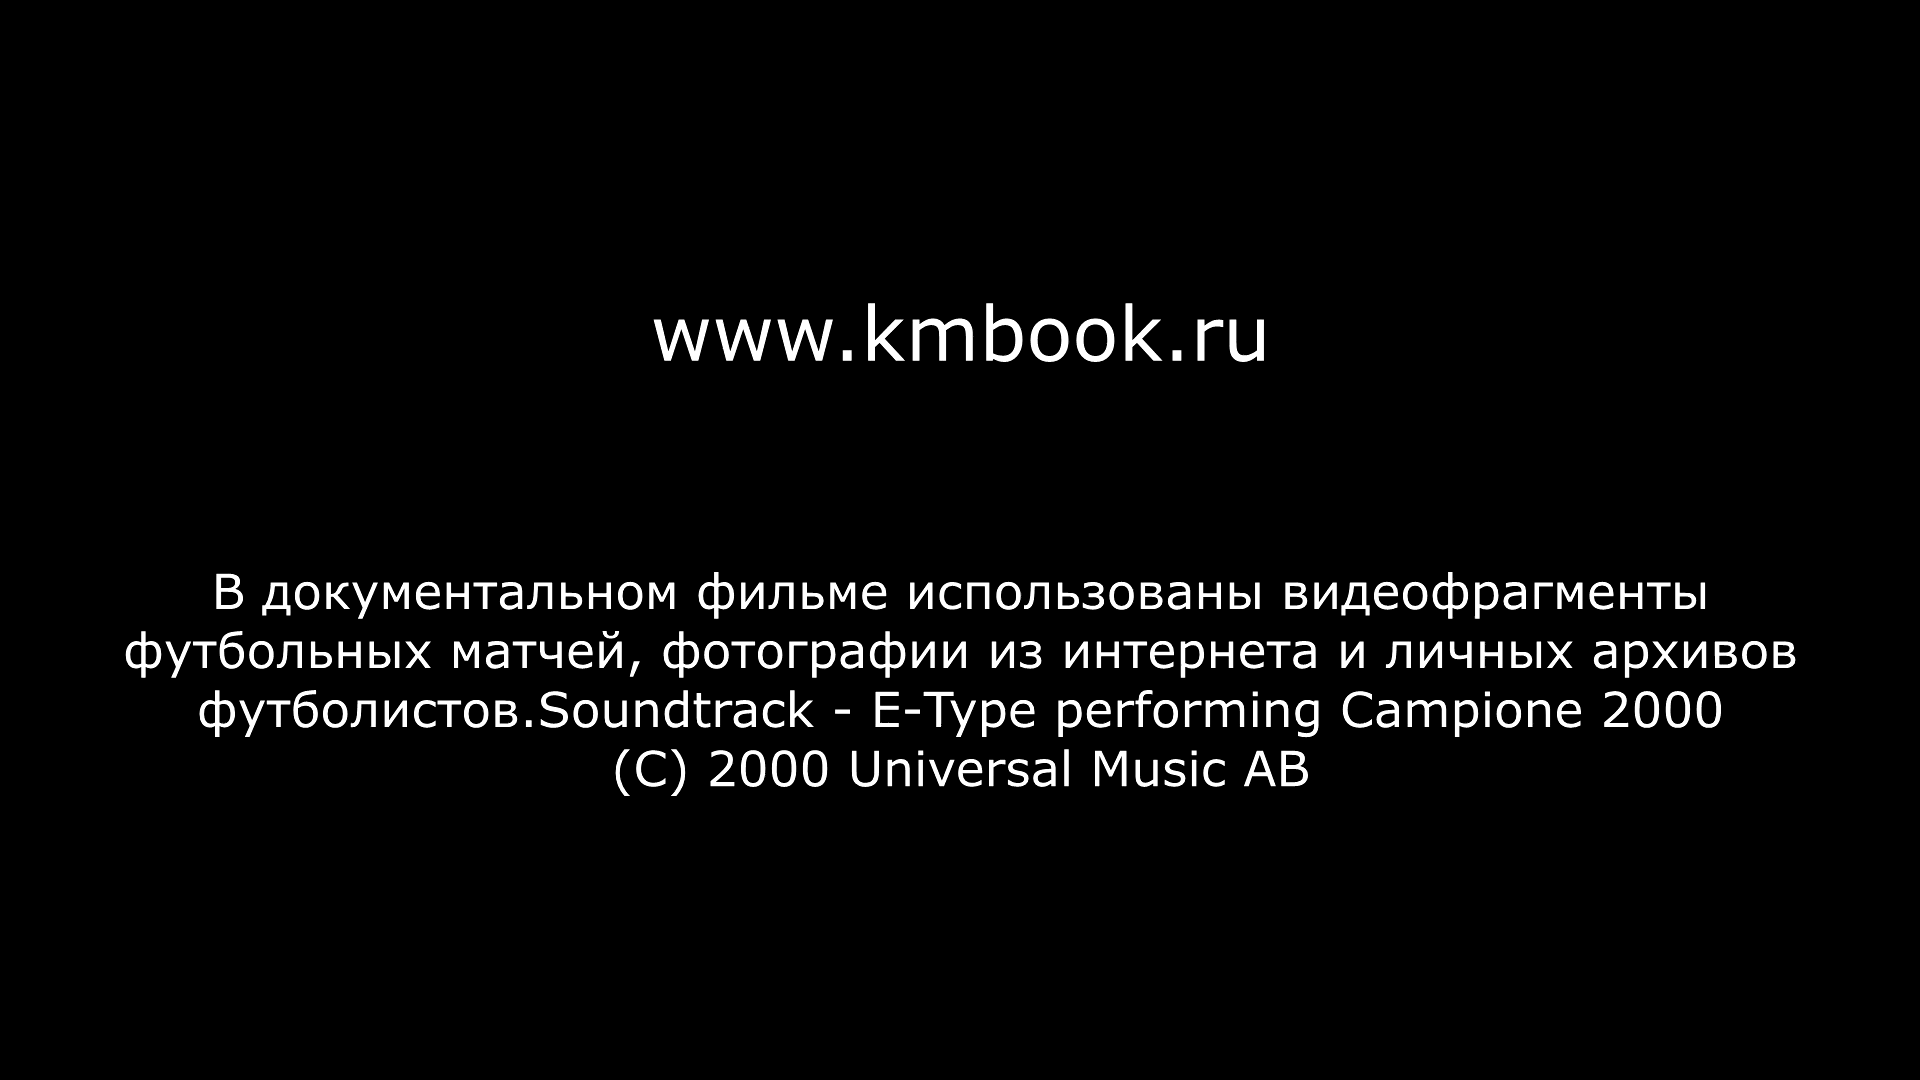 www.kmbook.ru
В документальном фильме использованы видеофрагменты
футбольных матчей, фотографии из интернета и личных архивов
футболистов.Soundtrack - E-Type performing Campione 2000
(C) 2000 Universal Music AB